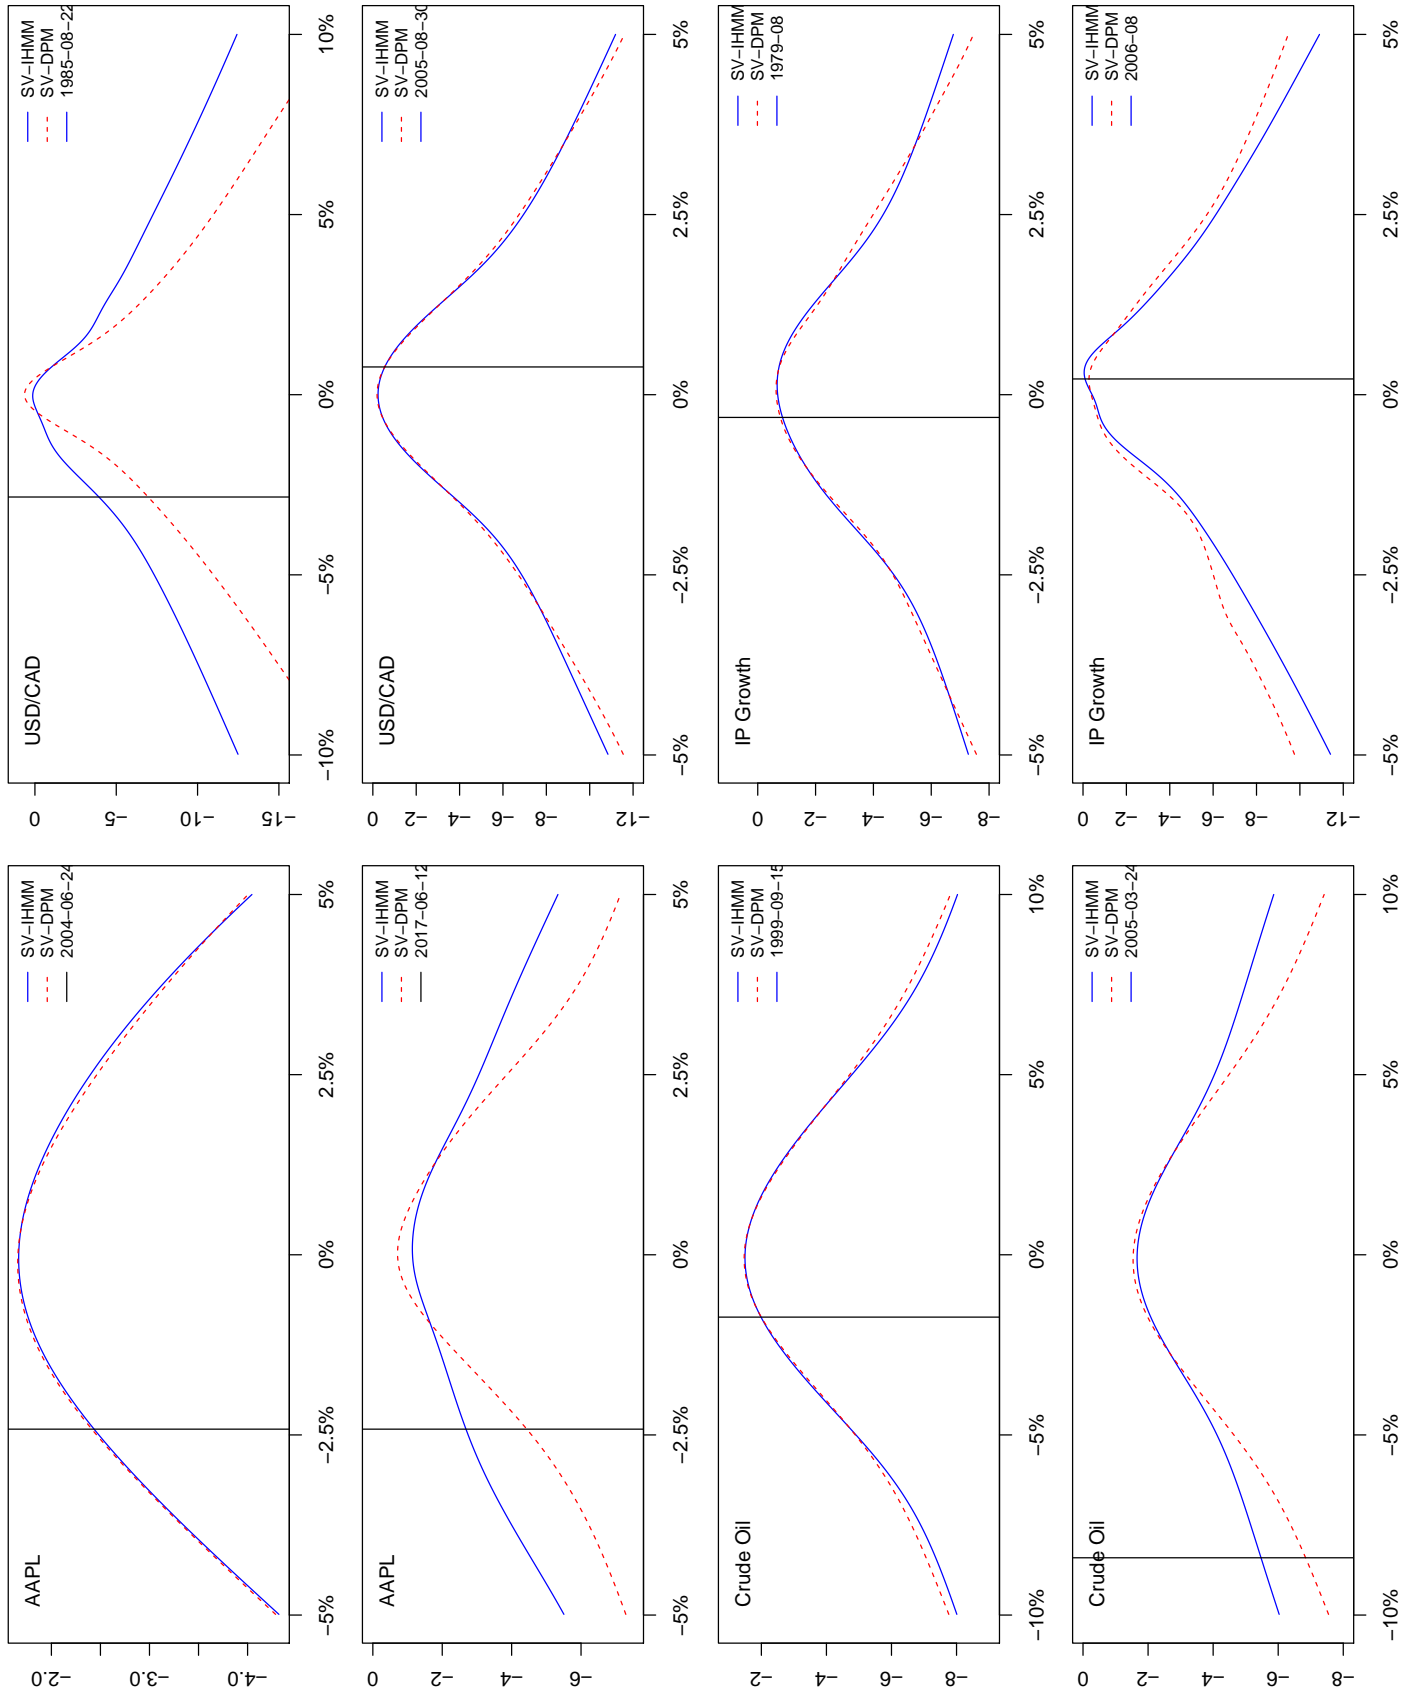 AAPL
SV−IHMM
SV−DPM
2004−06−24
−2.0
−3.0
−4.0
−5% −2.5% 0% 2.5% 5%
USD/CAD
SV−IHMM
SV−DPM
1985−08−22
0
−5
−10
−15
−10% −5% 0% 5% 10%
AAPL
SV−IHMM
SV−DPM
2017−06−12
0
−2
−4
−6
−5% −2.5% 0% 2.5% 5%
USD/CAD
SV−IHMM
SV−DPM
2005−08−30
0
−2
−4
−6
−8
−12
−5% −2.5% 0% 2.5% 5%
Crude Oil
SV−IHMM
SV−DPM
1999−09−15
−2
−4
−6
−8
−10% −5% 0% 5% 10%
IP Growth
SV−IHMM
SV−DPM
1979−08
0
−2
−4
−6
−8
−5% −2.5% 0% 2.5% 5%
Crude Oil
SV−IHMM
SV−DPM
2005−03−24
0
−2
−4
−6
−8
−10% −5% 0% 5% 10%
IP Growth
SV−IHMM
SV−DPM
2006−08
0
−2
−4
−6
−8
−12
−5% −2.5% 0% 2.5% 5%